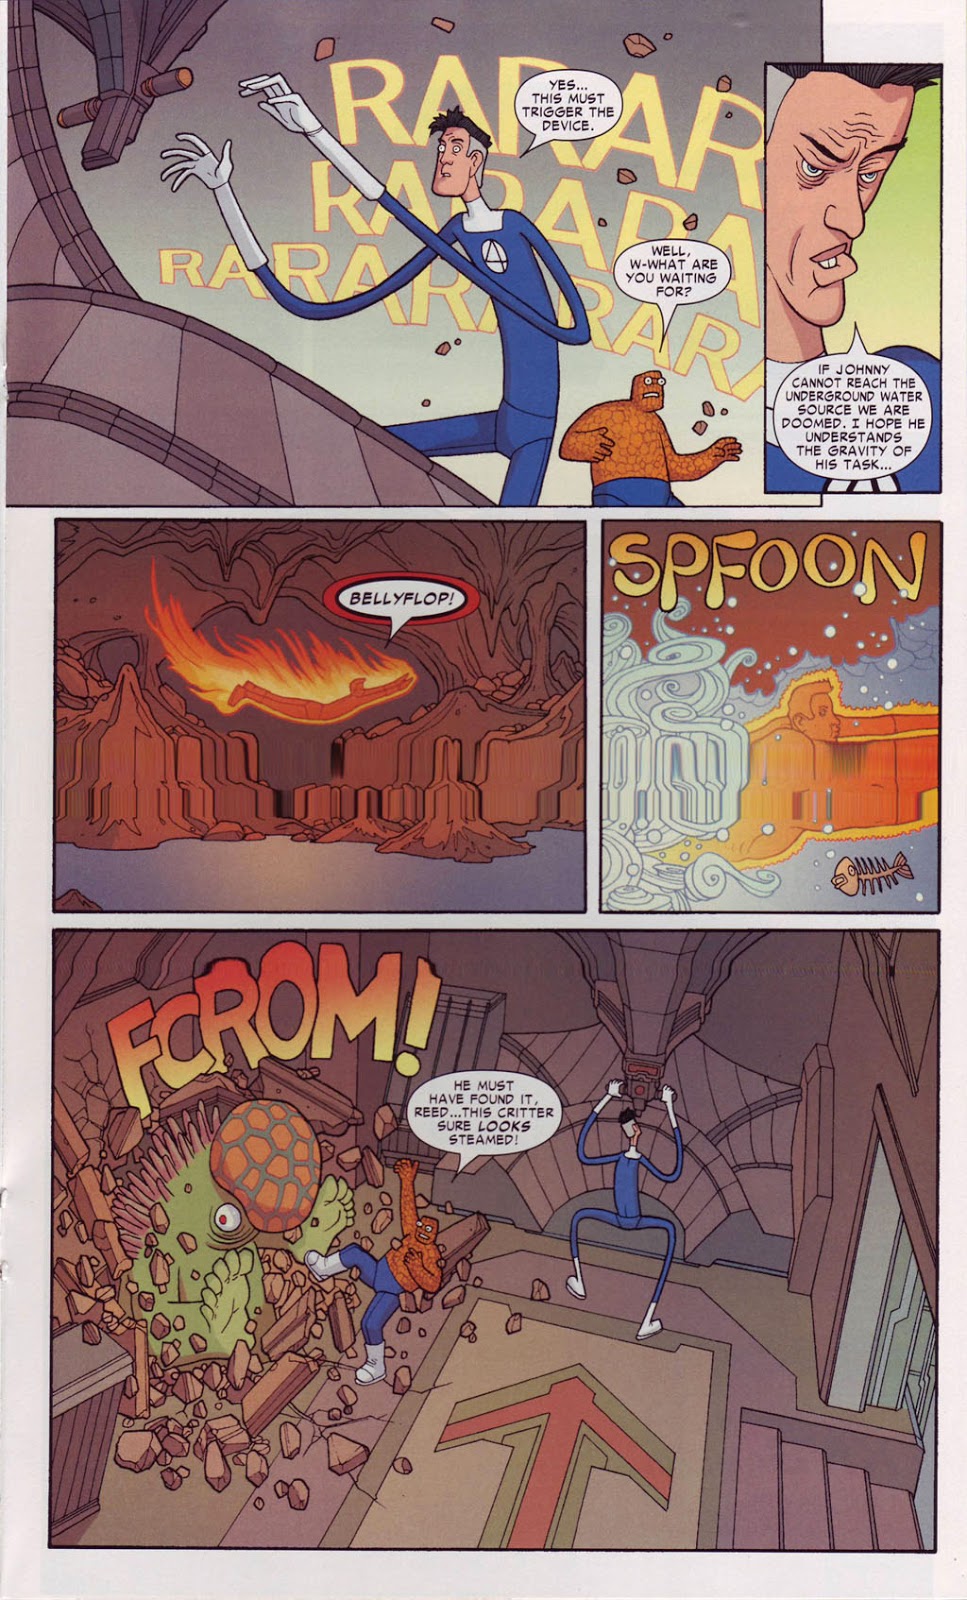 RARAR
RARARA
RARARARARAR
YES...
THIS MUST
TRIGGER THE
DEVICE.
WELL,
W-WHAT ARE
YOU WAITING
FOR?
IF JOHNNY
CANNOT REACH THE
UNDERGROUND WATER
SOURCE WE ARE
DOOMED. I HOPE HE
UNDERSTANDS
THE GRAVITY OF
HIS TASK...
BELLYFLOP!
SPFOON
FCROM!
HE MUST
HAVE FOUND IT,
REED...THIS CRITTER
SURE LOOKS
STEAMED!